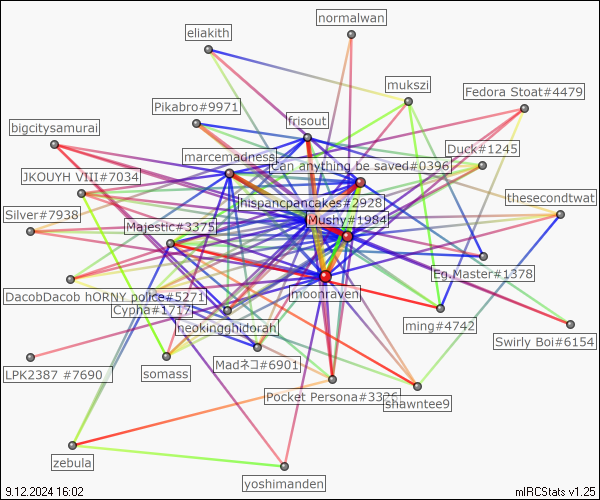 normalwan
eliakith
mukszi
Fedora Stoat#4479
Pikabro#9971
frisout
bigcitysamurai
Duck#1245
marcemadness
Can anything be saved#0396
JKOUYH VIII#7034
thesecondtwat
hispancpancakes#2928
Silver#7938
Mushy#1984
Majestic#3375
Eg.Master#1378
moonraven
DacobDacob hORNY police#5271
Cypha#1717
neokingghidorah
ming#4742
Swirly Boi#6154
Madネコ#6901
LPK2387 #7690
somass
Pocket Persona#3326
shawntee9
zebula
yoshimanden
9.12.2024 16:02
mIRCStats v1.25